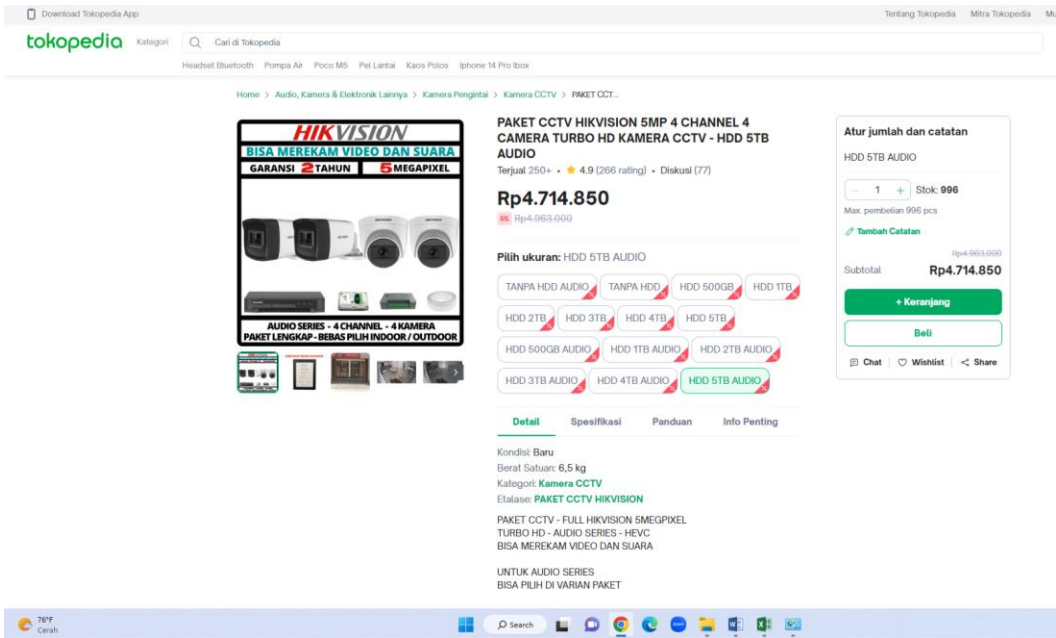 Download Tokopedia App
Tentang Tokopedia Mitra Tokopedia
tokopedia Kategori Cari di Tokopedia
Headset Bluetooth Pompa Air Poco M5 Pel Lantai Kaos Polos Iphone 14 Pro Ibox
Home > Audio, Kamera & Elektronik Lainnya > Kamera Pengintai > Kamera CCTV > PAKET CCT...
HIKVISION
BISA MEREKAM VIDEO DAN SUARA
GARANSI 2 TAHUN 5 MEGAPIXEL
AUDIO SERIES - 4 CHANNEL - 4 KAMERA
PAKET LENGKAP - BEBAS PILIH INDOOR / OUTDOOR
PAKET CCTV HIKVISION 5MP 4 CHANNEL 4
CAMERA TURBO HD KAMERA CCTV - HDD 5TB
AUDIO
Terjual 250+ • 4.9 (266 rating) • Diskusi (77)
Rp4.714.850
5% Rp4.963.000
Pilih ukuran: HDD 5TB AUDIO
TANPA HDD AUDIO TANPA HDD HDD 500GB HDD 1TB
HDD 2TB HDD 3TB HDD 4TB HDD 5TB
HDD 500GB AUDIO HDD 1TB AUDIO HDD 2TB AUDIO
HDD 3TB AUDIO HDD 4TB AUDIO HDD 5TB AUDIO
Detail Spesifikasi Panduan Info Penting
Kondisi: Baru
Berat Satuan: 6,5 kg
Kategori: Kamera CCTV
Etalase: PAKET CCTV HIKVISION
PAKET CCTV - FULL HIKVISION 5MEGPIXEL
TURBO HD - AUDIO SERIES - HEVC
BISA MEREKAM VIDEO DAN SUARA
UNTUK AUDIO SERIES
BISA PILIH DI VARIAN PAKET
Atur jumlah dan catatan
HDD 5TB AUDIO
1 + Stok: 996
Max. pembelian 996 pcs
Tambah Catatan
Rp4.963.000
Subtotal Rp4.714.850
+ Keranjang
Beli
Chat Wishlist Share
76°F
Cerah
Search